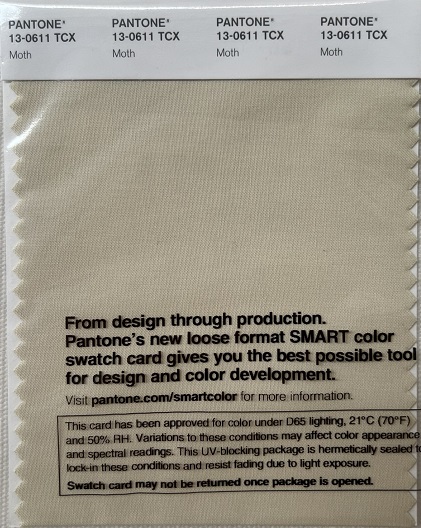 PANTONE® PANTONE® PANTONE® PANTONE®
13-0611 TCX 13-0611 TCX 13-0611 TCX 13-0611 TCX
Moth Moth Moth Moth
From design through production.
Pantone's new loose format SMART color
swatch card gives you the best possible tool
for design and color development.
Visit pantone.com/smartcolor for more information.
This card has been approved for color under D65 lighting, 21°C (70°F)
and 50% RH. Variations to these conditions may affect color appearance
and spectral readings. This UV-blocking package is hermetically sealed to
lock-in these conditions and resist fading due to light exposure.
Swatch card may not be returned once package is opened.